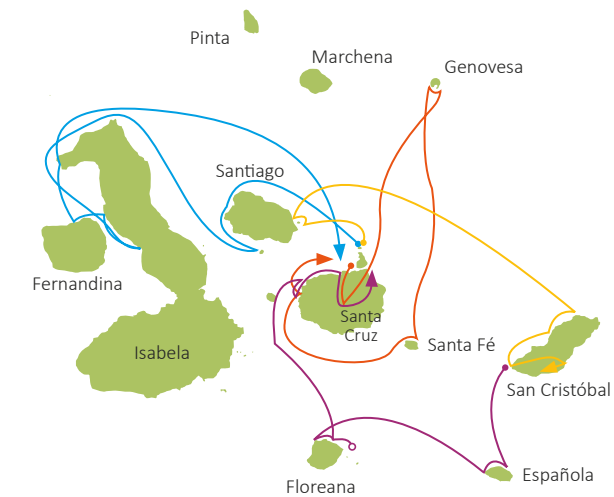 Pinta
Marchena
Genovesa
Santiago
Fernandina
Santa
Cruz
Santa Fé
Isabela
San Cristóbal
Española
Floreana